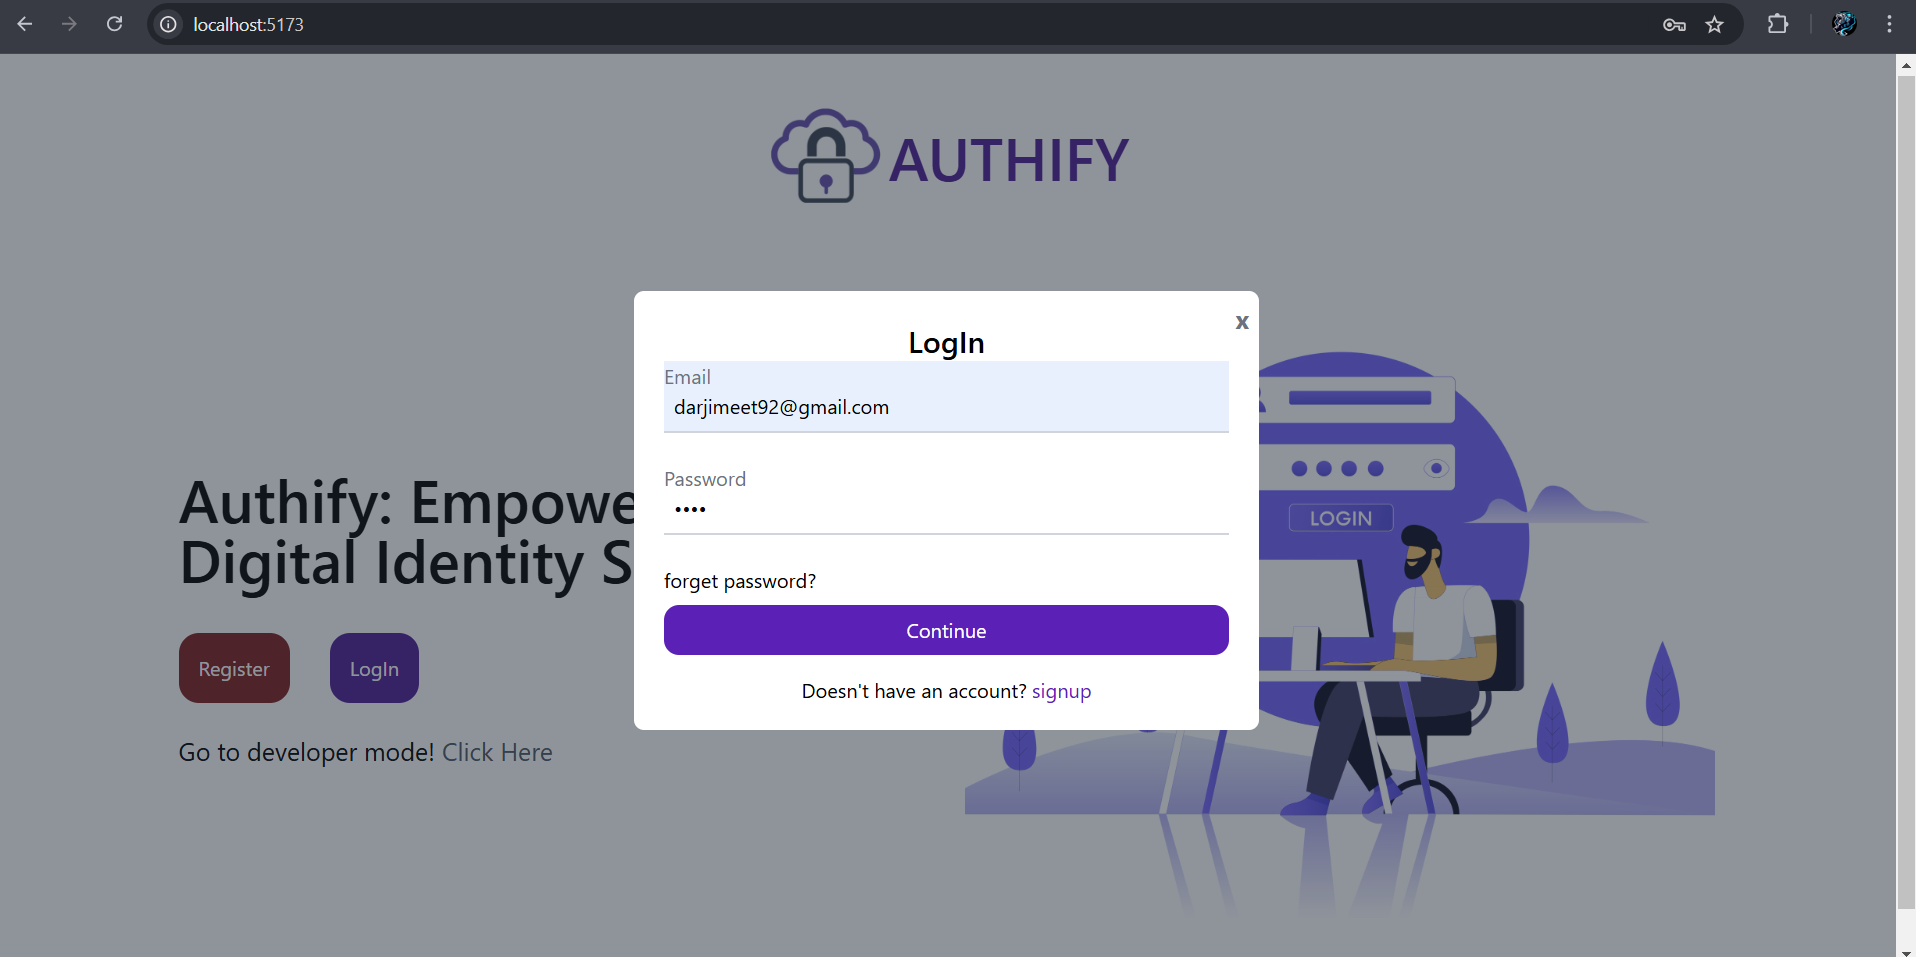 localhost:5173
AUTHIFY
x
LogIn
Email
darjimeet92@gmail.com
Password
••••
forget password?
Continue
Doesn't have an account? signup
Authify: Empowe
Digital Identity S
Register
LogIn
Go to developer mode! Click Here
LOGIN